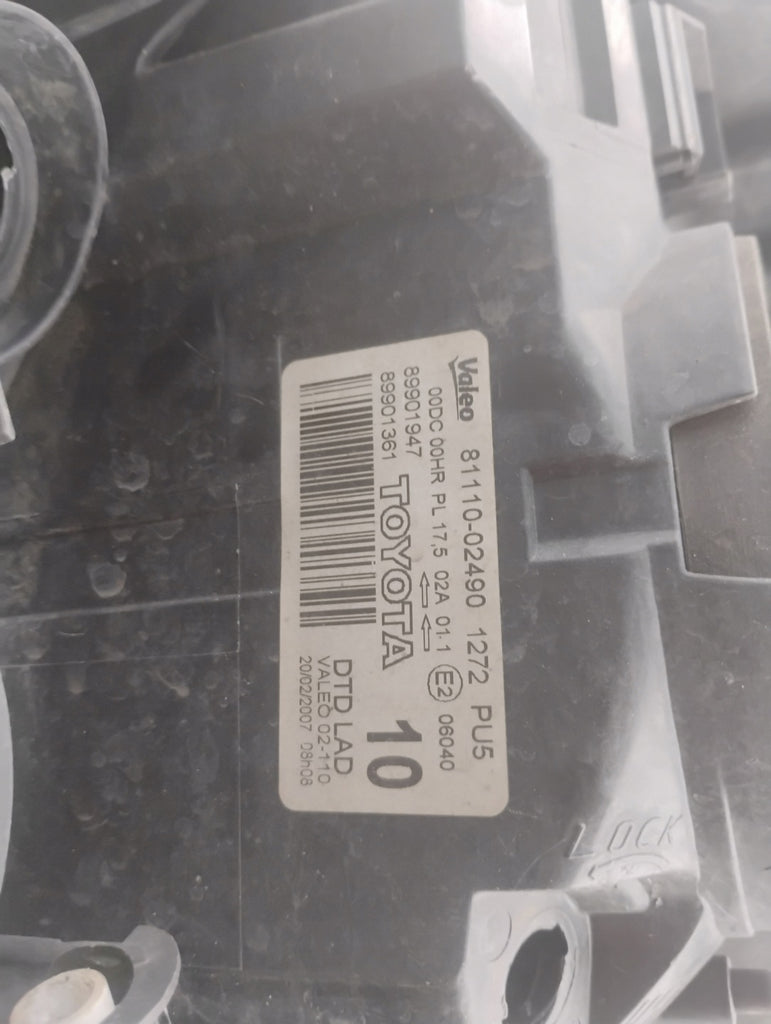 Valeo 81110-02490 1272 PU5
00DC 00HR PL 17,5 02A 01.1 E2 06040
89901947
89901361
TOYOTA
10
DTD LAD
VALEO 02-110
20/02/2007 08h08
LOCK